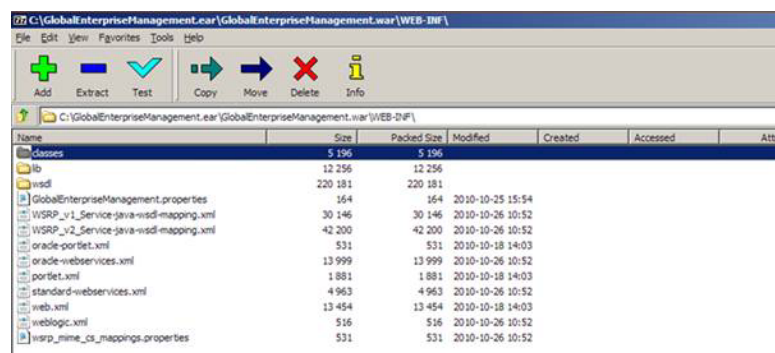 C:\GlobalEnterpriseManagement.ear\GlobalEnterpriseManagement.war\WEB-INF\
File Edit View Favorites Tools Help
Add Extract Test Copy Move Delete Info
C:\GlobalEnterpriseManagement.ear\GlobalEnterpriseManagement.war\WEB-INF\
Name Size Packed Size Modified Created Accessed Att
classes 5 196 5 196
lib 12 256 12 256
wsdl 220 181 220 181
GlobalEnterpriseManagement.properties 164 164 2010-10-25 15:54
WSRP_v1_Service-java-wsdl-mapping.xml 30 146 30 146 2010-10-26 10:52
WSRP_v2_Service-java-wsdl-mapping.xml 42 200 42 200 2010-10-26 10:52
oracle-portlet.xml 531 531 2010-10-18 14:03
oracle-webservices.xml 13 999 13 999 2010-10-26 10:52
portlet.xml 1 881 1 881 2010-10-18 14:03
standard-webservices.xml 4 963 4 963 2010-10-26 10:52
web.xml 13 454 13 454 2010-10-18 14:03
weblogic.xml 516 516 2010-10-26 10:52
wsrp_mime_cs_mappings.properties 531 531 2010-10-26 10:52